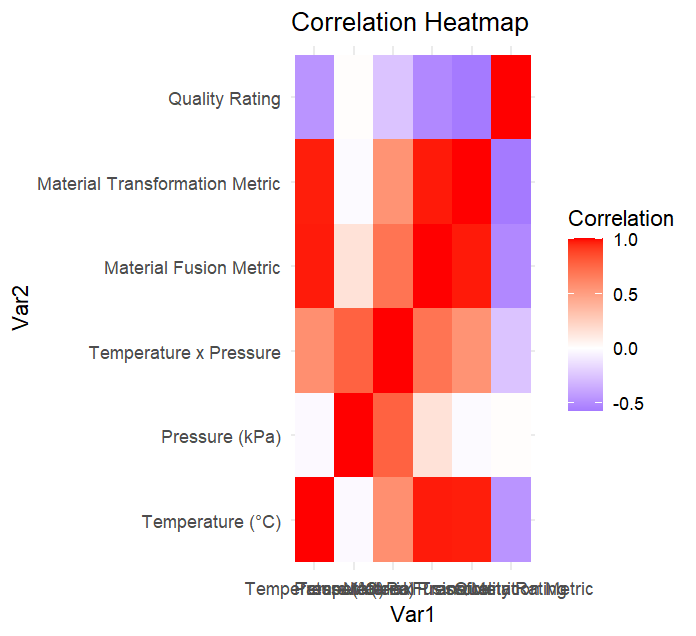 Correlation Heatmap
Quality Rating
Material Transformation Metric
Material Fusion Metric
Temperature x Pressure
Pressure (kPa)
Temperature (°C)
Var2
Var1
Correlation
1.0
0.5
0.0
-0.5